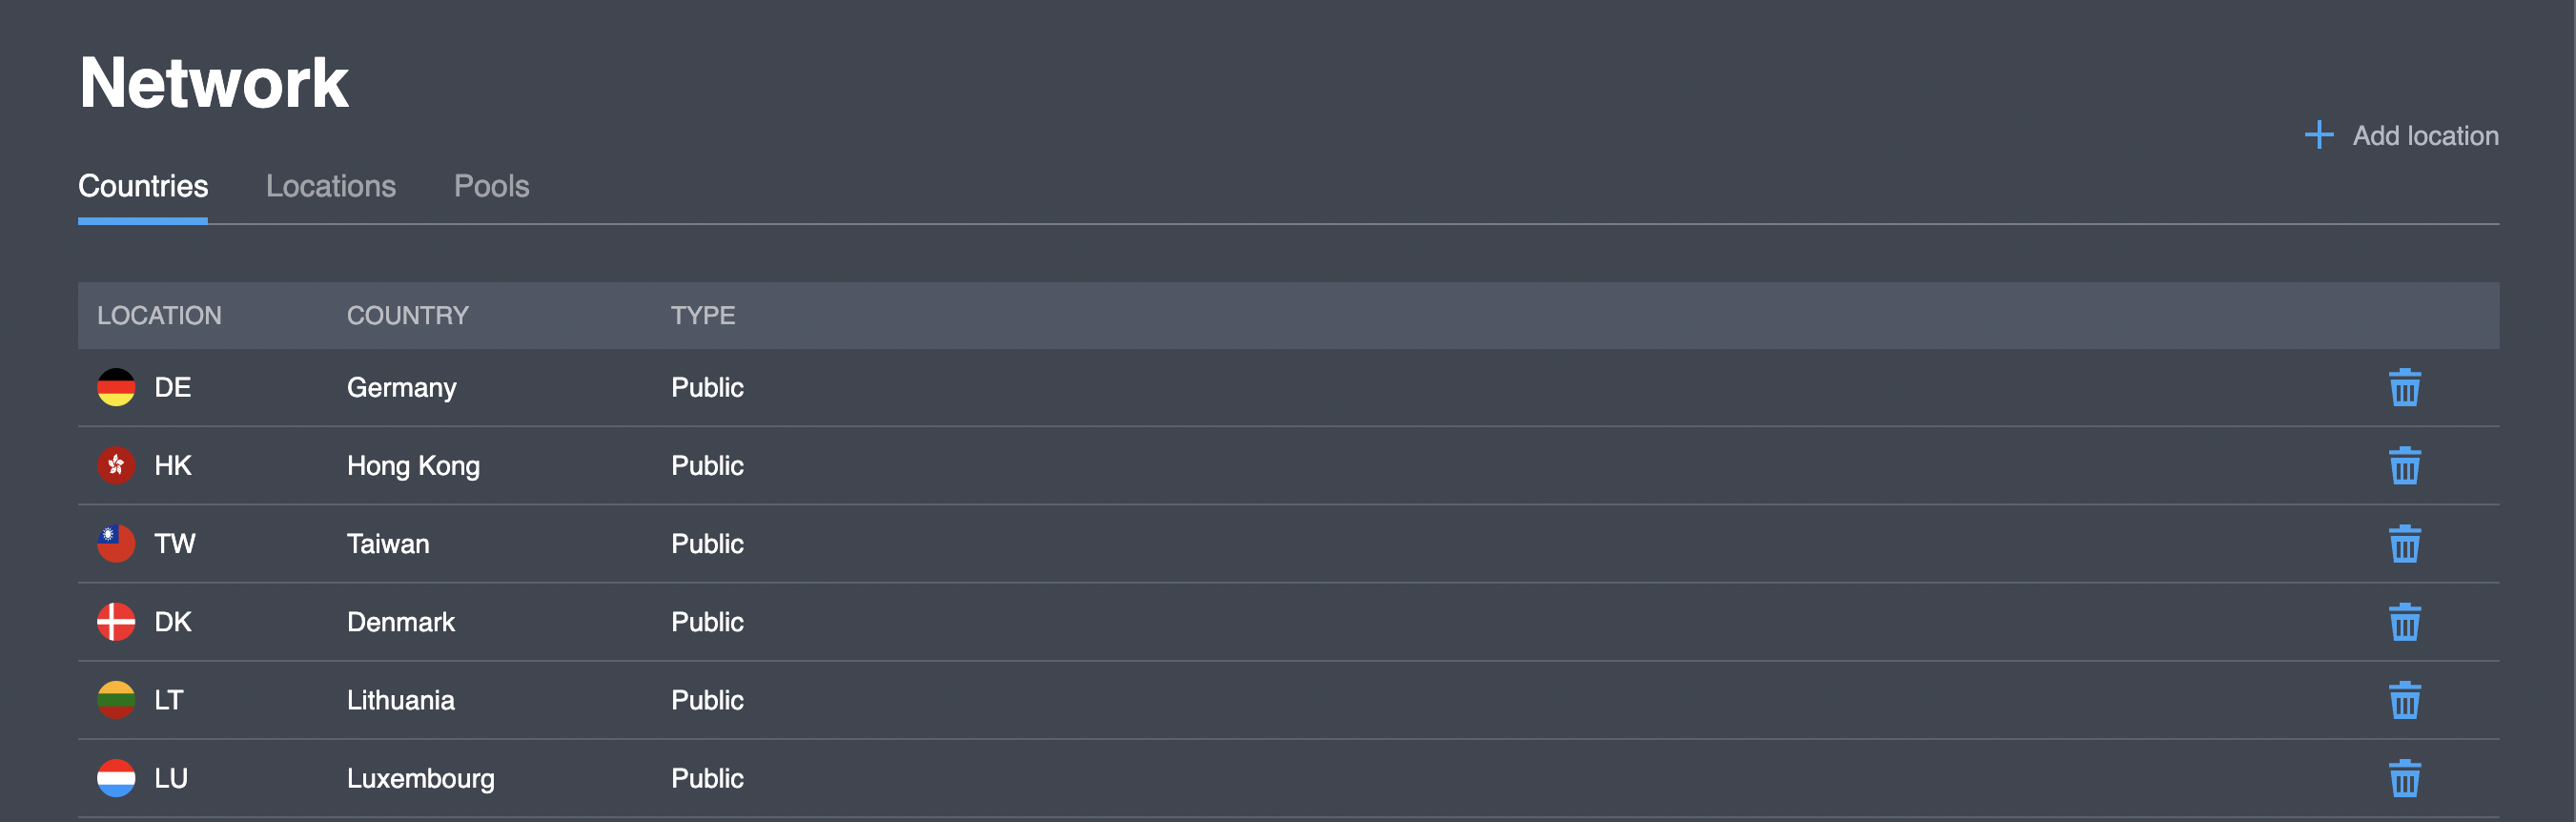 Network
Add location
Countries Locations Pools
LOCATION COUNTRY TYPE
DE Germany Public
HK Hong Kong Public
TW Taiwan Public
DK Denmark Public
LT Lithuania Public
LU Luxembourg Public